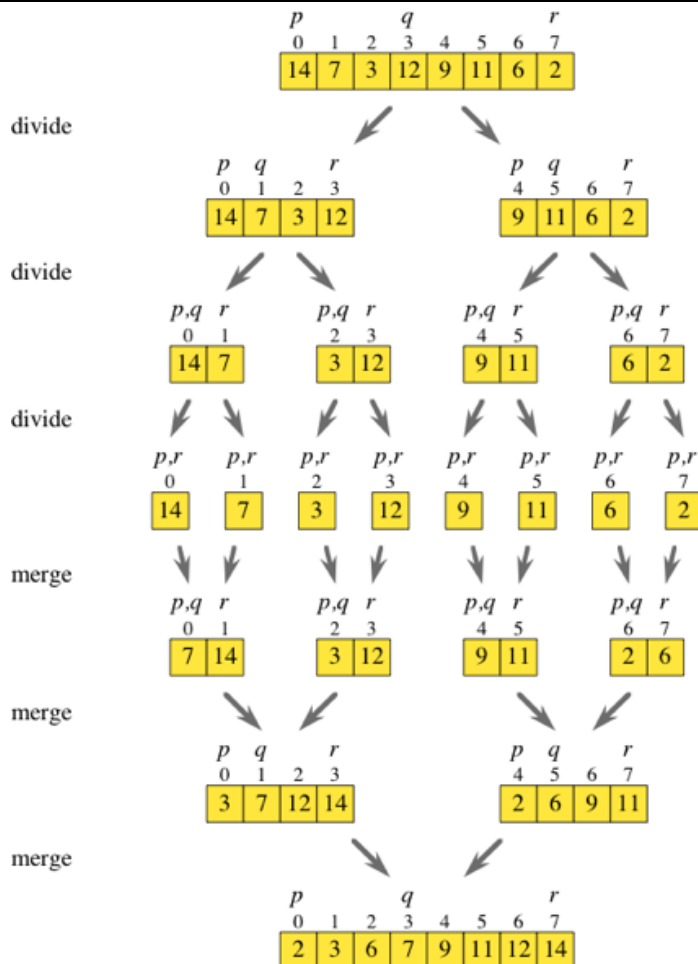 p q r
0 1 2 3 4 5 6 7
14 7 3 12 9 11 6 2
divide
p q r p q r
0 1 2 3 4 5 6 7
14 7 3 12 9 11 6 2
divide
p,q r p,q r p,q r p,q r
0 1 2 3 4 5 6 7
14 7 3 12 9 11 6 2
divide
p,r p,r p,r p,r p,r p,r p,r p,r
0 1 2 3 4 5 6 7
14 7 3 12 9 11 6 2
merge
p,q r p,q r p,q r p,q r
0 1 2 3 4 5 6 7
7 14 3 12 9 11 2 6
merge
p q r p q r
0 1 2 3 4 5 6 7
3 7 12 14 2 6 9 11
merge
p q r
0 1 2 3 4 5 6 7
2 3 6 7 9 11 12 14